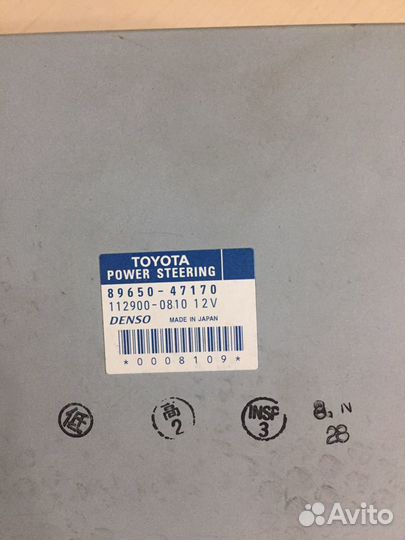 TOYOTA
POWER STEERING
89650-47170
112900-0810 12V
DENSO MADE IN JAPAN
*0008109*
低 高 2 INSP 3 8, N 28
Avito